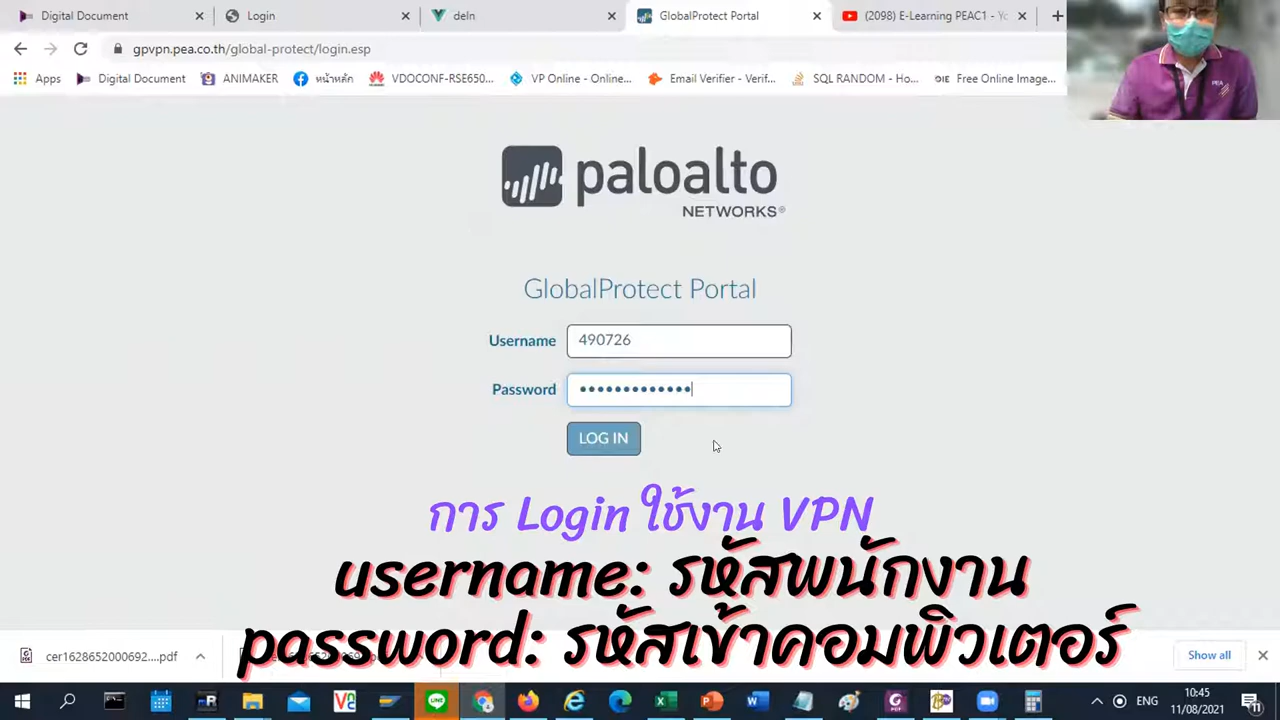 Digital Document
Login
deln
GlobalProtect Portal
(2098) E-Learning PEAC1 - Yo
gpvpn.pea.co.th/global-protect/login.esp
Apps
Digital Document
ANIMAKER
หน้าหลัก
VDOCONF-RSE650...
VP Online - Online...
Email Verifier - Verif...
SQL RANDOM - Ho...
Free Online Image...
PEA
paloalto
NETWORKS®
GlobalProtect Portal
Username 490726
Password •••••••••••••
LOG IN
การ Login ใช้งาน VPN
username: รหัสพนักงาน
password: รหัสเข้าคอมพิวเตอร์
cer1628652000692....pdf
Show all
ENG
10:45
11/08/2021